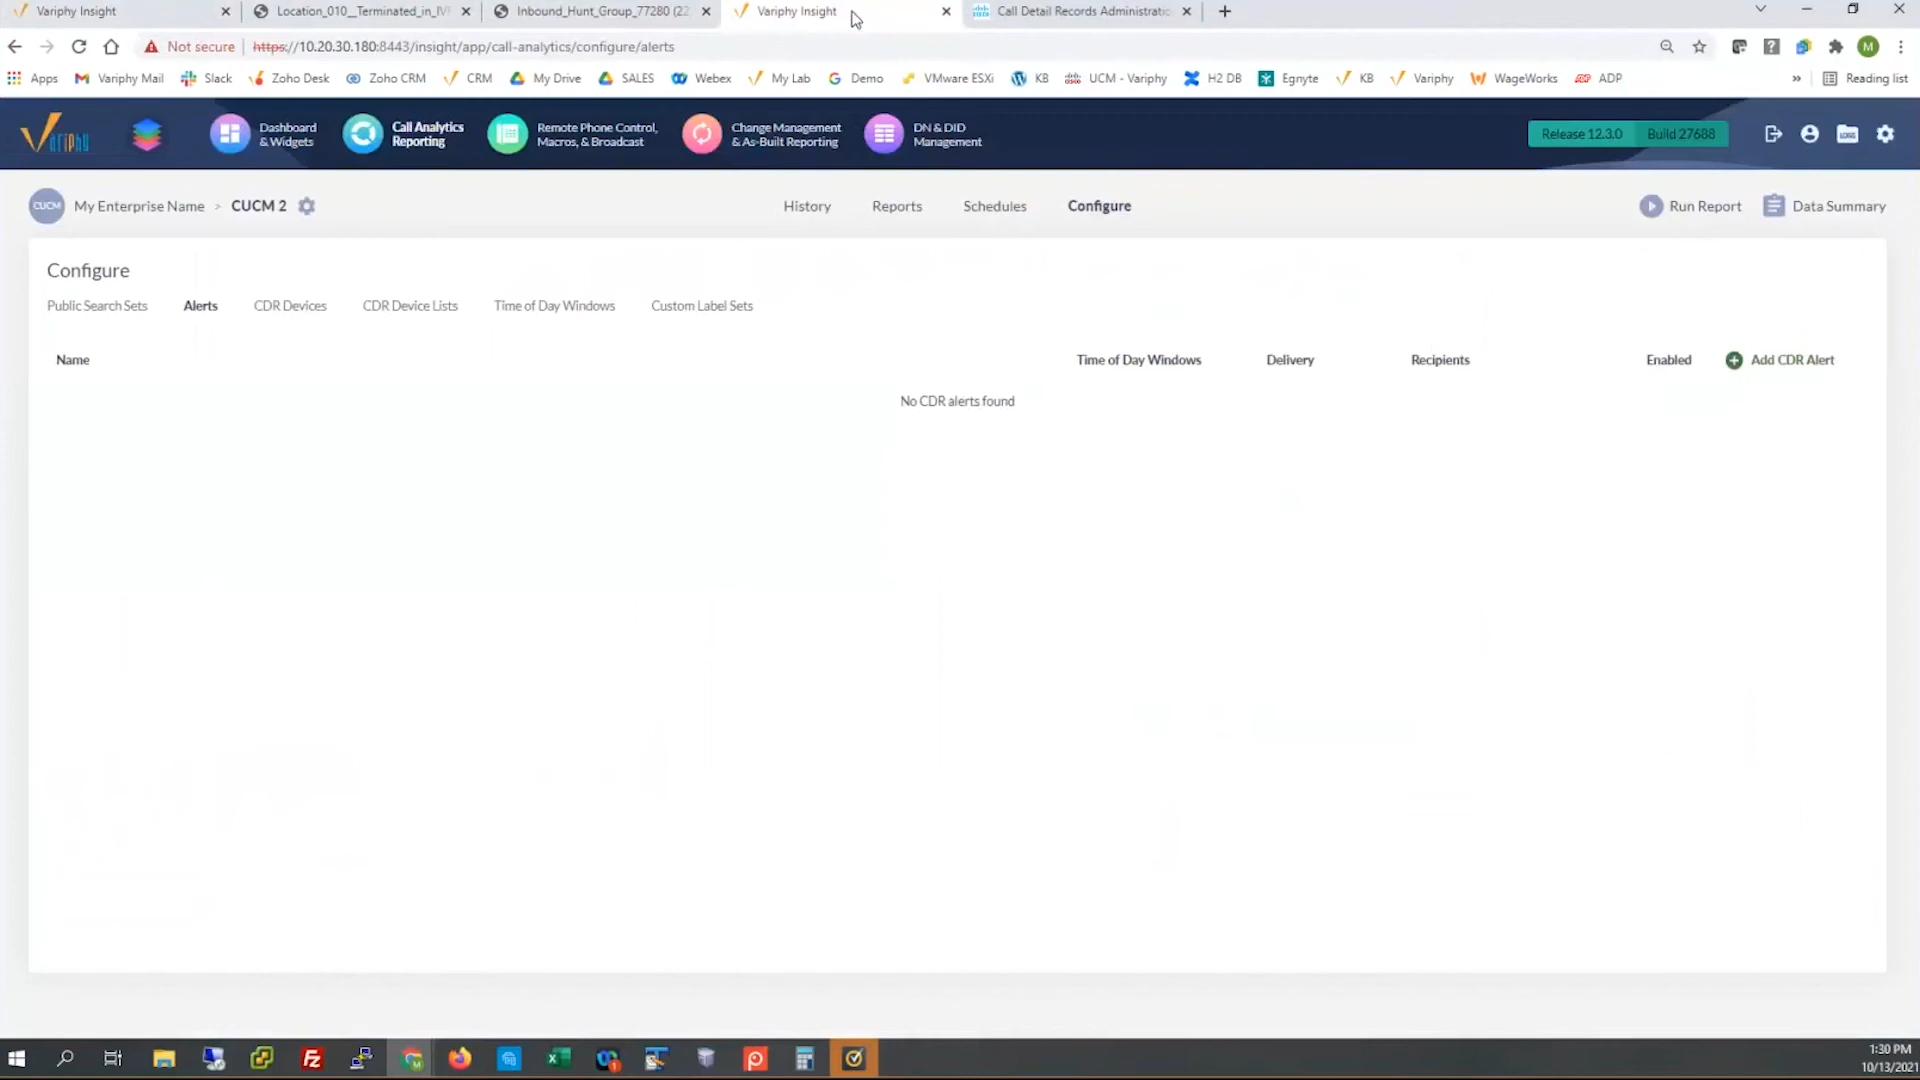 Variphy Insight
Location_010__Terminated_in_IV
Inbound_Hunt_Group_77280 (22
Variphy Insight
Call Detail Records Administratio
Not secure https://10.20.30.180:8443/insight/app/call-analytics/configure/alerts
M
Apps Variphy Mail Slack Zoho Desk Zoho CRM CRM My Drive SALES Webex My Lab Demo VMware ESXi KB UCM - Variphy H2 DB Egnyte KB Variphy WageWorks ADP » Reading list
Variphy
Dashboard
& Widgets
Call Analytics
Reporting
Remote Phone Control,
Macros, & Broadcast
Change Management
& As-Built Reporting
DN & DID
Management
Release 12.3.0 Build 27688
LOGS
CUCM My Enterprise Name > CUCM 2
History Reports Schedules Configure
Run Report Data Summary
Configure
Public Search Sets Alerts CDR Devices CDR Device Lists Time of Day Windows Custom Label Sets
Name Time of Day Windows Delivery Recipients Enabled Add CDR Alert
No CDR alerts found
1:30 PM
10/13/2021